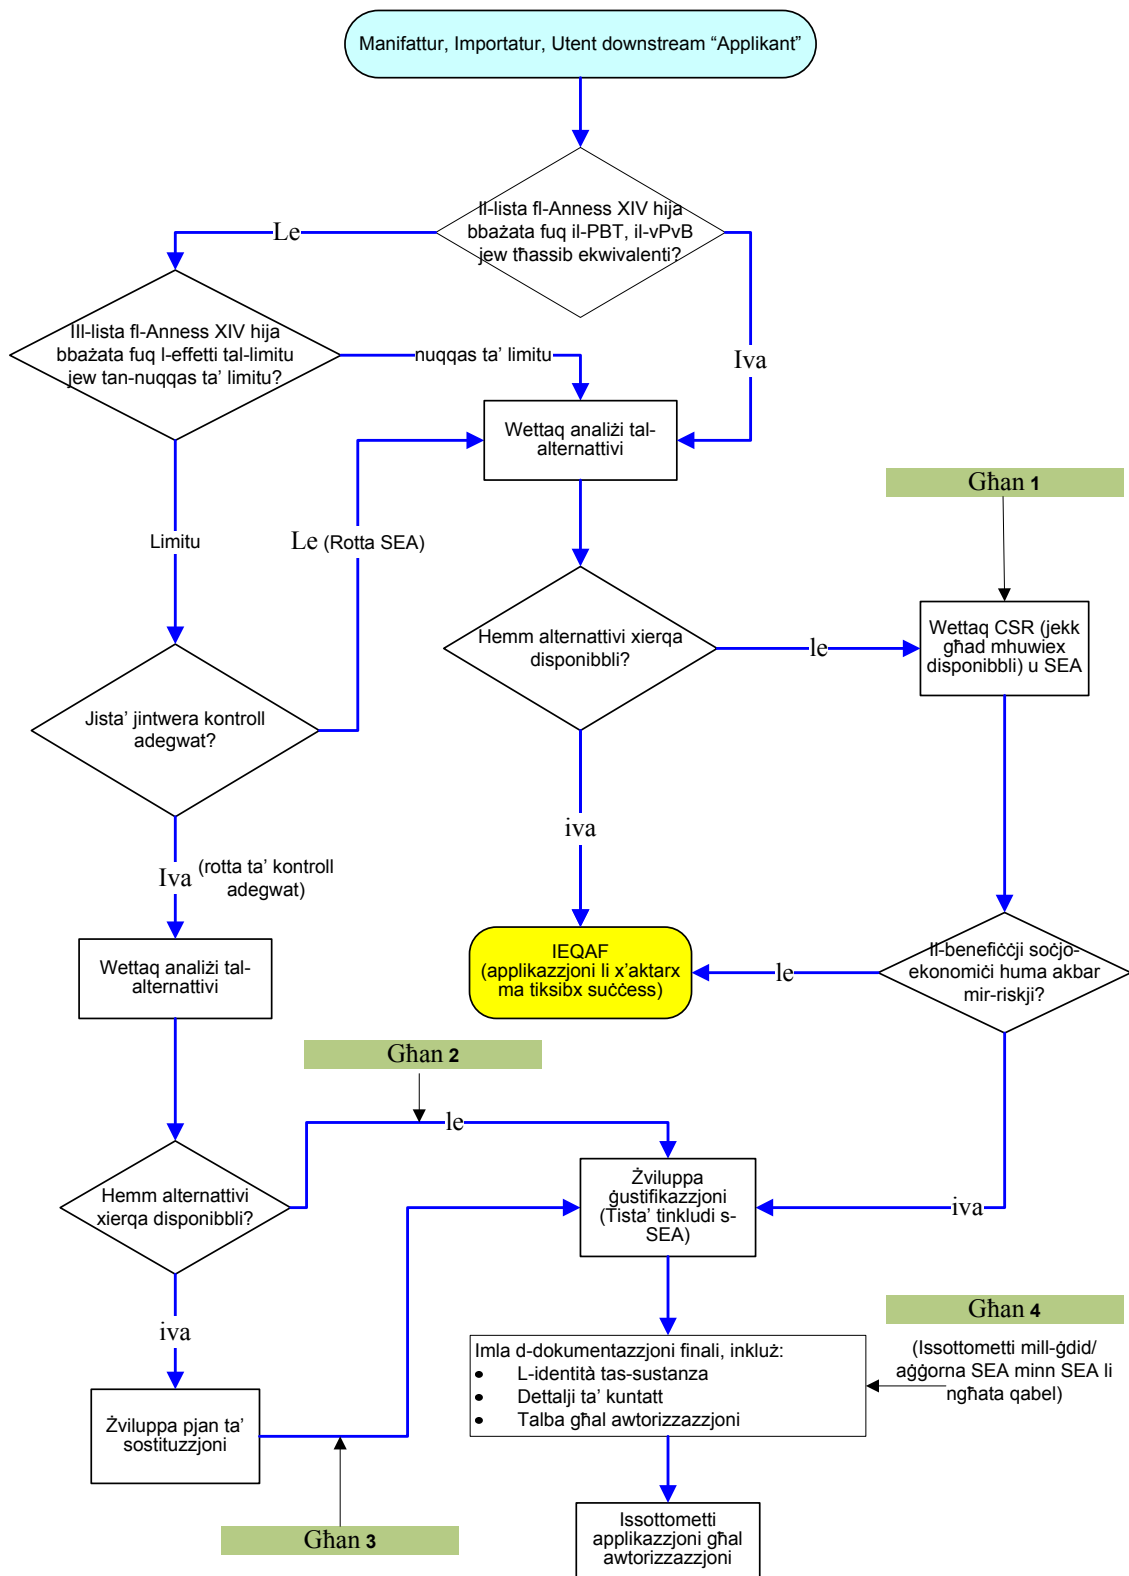 Manifattur, Importatur, Utent downstream “Applikant”
Il-lista fl-Anness XIV hija
bbażata fuq il-PBT, il-vPvB
jew tħassib ekwivalenti?
Le
Iva
III-lista fl-Anness XIV hija
bbażata fuq l-effetti tal-limitu
jew tan-nuqqas ta’ limitu?
nuqqas ta’ limitu
Wettaq analiżi tal-
alternattivi
Limitu
Le (Rotta SEA)
Għan 1
Hemm alternattivi xierqa
disponibbli?
le
Wettaq CSR (jekk
għad mhuwiex
disponibbli) u SEA
Jista’ jintwera kontroll
adegwat?
iva
Iva (rotta ta’ kontroll
adegwat)
Wettaq analiżi tal-
alternattivi
IEQAF
(applikazzjoni li x’aktarx
ma tiksibx suċċess)
le
Il-benefiċċji soċjo-
ekonomiċi huma akbar
mir-riskji?
Għan 2
le
Hemm alternattivi
xierqa disponibbli?
Żviluppa
ġustifikazzjoni
(Tista’ tinkludi s-
SEA)
iva
iva
Għan 4
(Issottometti mill-ġdid/
aġġorna SEA minn SEA li
ngħata qabel)
Imla d-dokumentazzjoni finali, inkluż:
• L-identità tas-sustanza
• Dettalji ta’ kuntatt
• Talba għal awtorizzazzjoni
Żviluppa pjan ta’
sostituzzjoni
Għan 3
Issottometti
applikazzjoni għal
awtorizzazzjoni